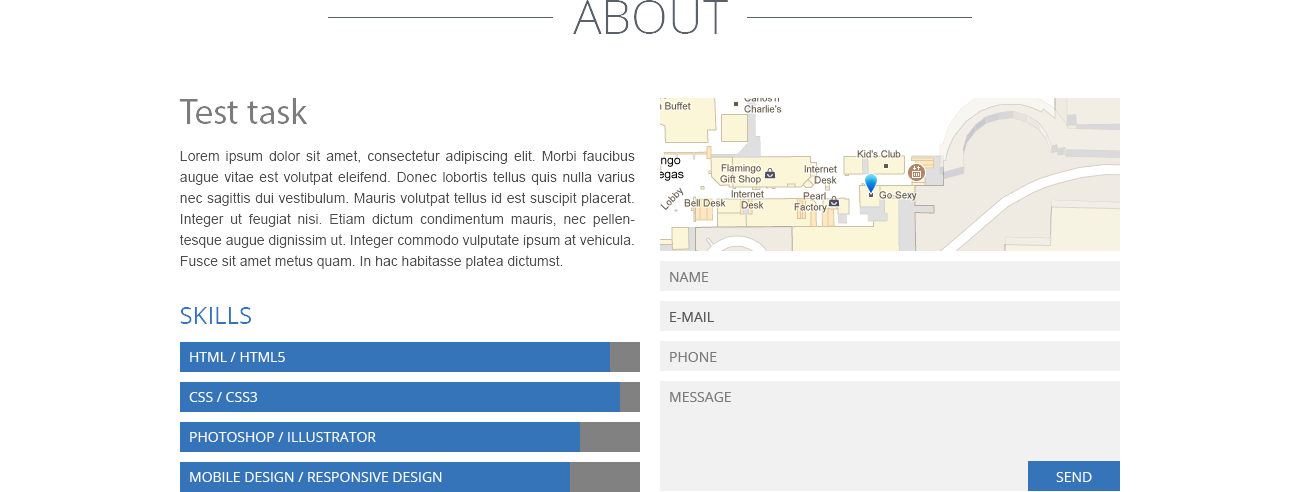 ABOUT
Test task
Lorem ipsum dolor sit amet, consectetur adipiscing elit. Morbi faucibus
augue vitae est volutpat eleifend. Donec lobortis tellus quis nulla varius
nec sagittis dui vestibulum. Mauris volutpat tellus id est suscipit placerat.
Integer ut feugiat nisi. Etiam dictum condimentum mauris, nec pellen-
tesque augue dignissim ut. Integer commodo vulputate ipsum at vehicula.
Fusce sit amet metus quam. In hac habitasse platea dictumst.
SKILLS
HTML / HTML5
CSS / CSS3
PHOTOSHOP / ILLUSTRATOR
MOBILE DESIGN / RESPONSIVE DESIGN
Buffet
Carlos n
Charlie's
Kid's Club
ngo
egas
Flamingo
Gift Shop
Internet
Desk
Lobby
Bell Desk
Internet
Desk
Pearl
Factory
Go Sexy
NAME
E-MAIL
PHONE
MESSAGE
SEND